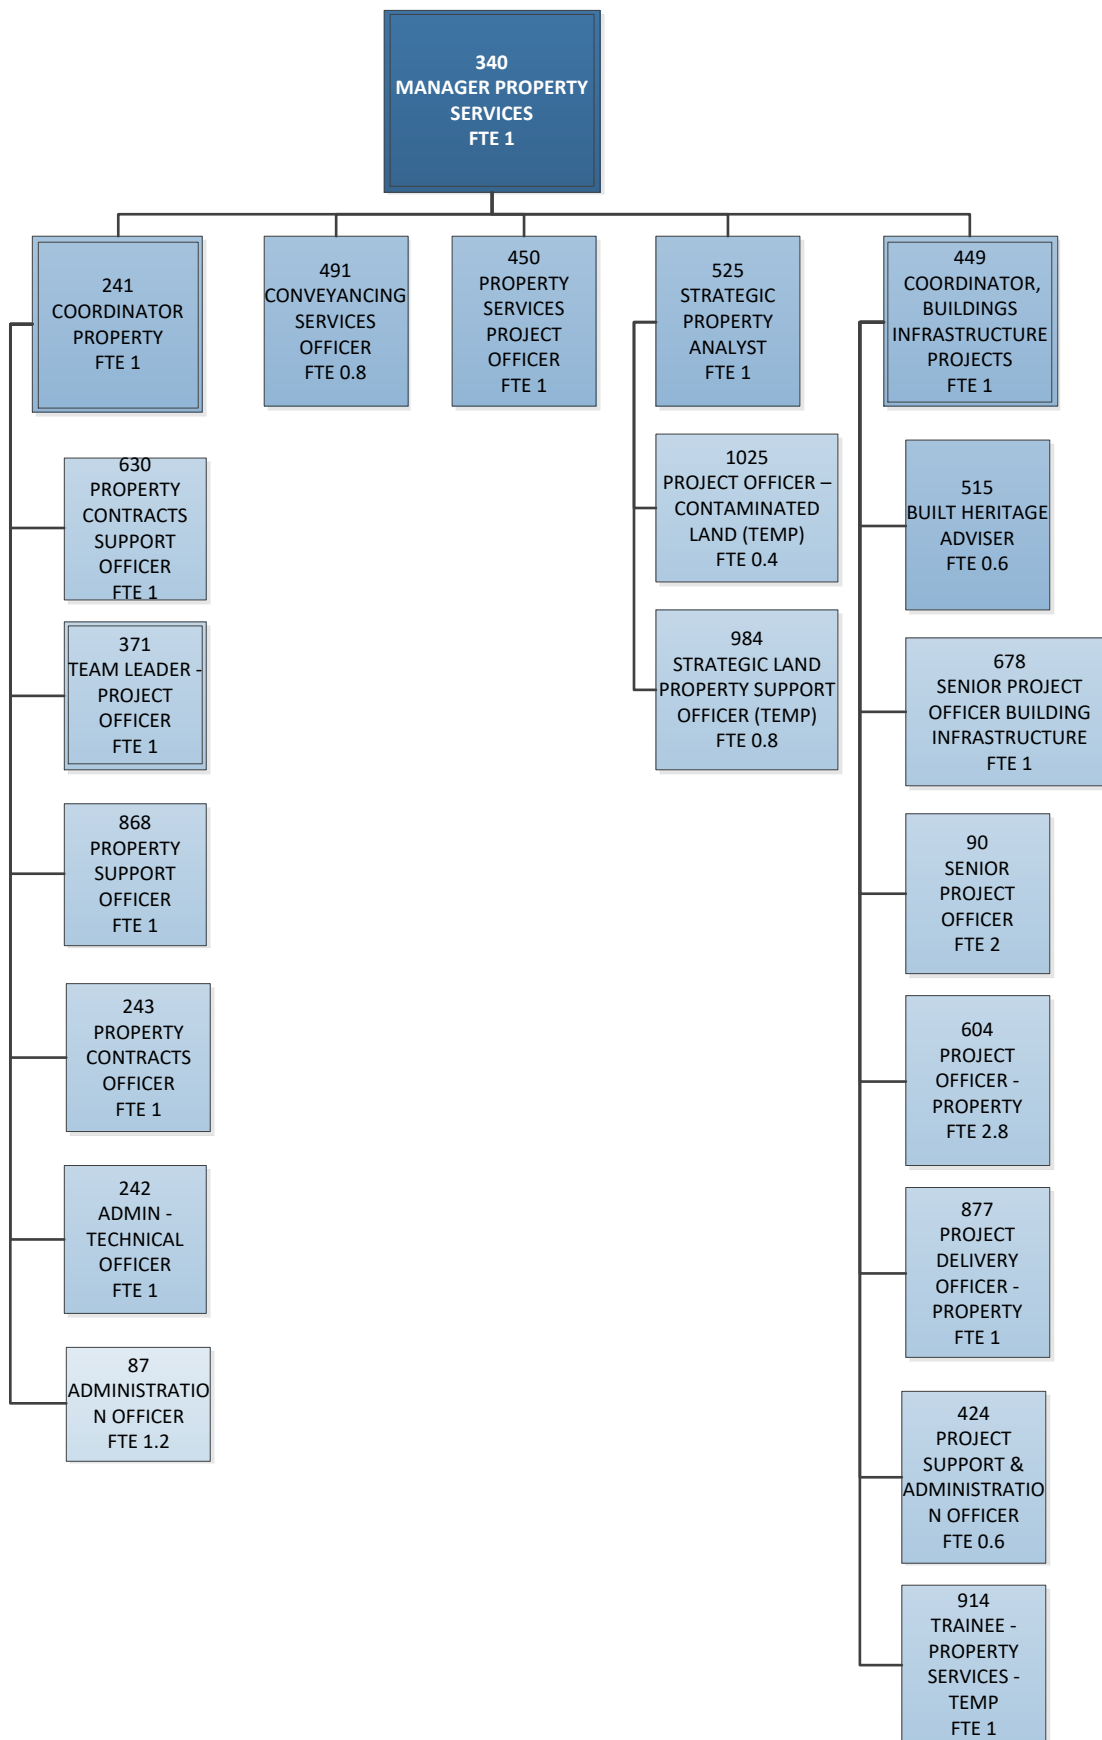 340
MANAGER PROPERTY
SERVICES
FTE 1
241
COORDINATOR
PROPERTY
FTE 1
491
CONVEYANCING
SERVICES
OFFICER
FTE 0.8
450
PROPERTY
SERVICES
PROJECT
OFFICER
FTE 1
525
STRATEGIC
PROPERTY
ANALYST
FTE 1
449
COORDINATOR,
BUILDINGS
INFRASTRUCTURE
PROJECTS
FTE 1
630
PROPERTY
CONTRACTS
SUPPORT
OFFICER
FTE 1
371
TEAM LEADER -
PROJECT
OFFICER
FTE 1
868
PROPERTY
SUPPORT
OFFICER
FTE 1
243
PROPERTY
CONTRACTS
OFFICER
FTE 1
242
ADMIN -
TECHNICAL
OFFICER
FTE 1
87
ADMINISTRATIO
N OFFICER
FTE 1.2
1025
PROJECT OFFICER –
CONTAMINATED
LAND (TEMP)
FTE 0.4
984
STRATEGIC LAND
PROPERTY SUPPORT
OFFICER (TEMP)
FTE 0.8
515
BUILT HERITAGE
ADVISER
FTE 0.6
678
SENIOR PROJECT
OFFICER BUILDING
INFRASTRUCTURE
FTE 1
90
SENIOR
PROJECT
OFFICER
FTE 2
604
PROJECT
OFFICER -
PROPERTY
FTE 2.8
877
PROJECT
DELIVERY
OFFICER -
PROPERTY
FTE 1
424
PROJECT
SUPPORT &
ADMINISTRATIO
N OFFICER
FTE 0.6
914
TRAINEE -
PROPERTY
SERVICES -
TEMP
FTE 1